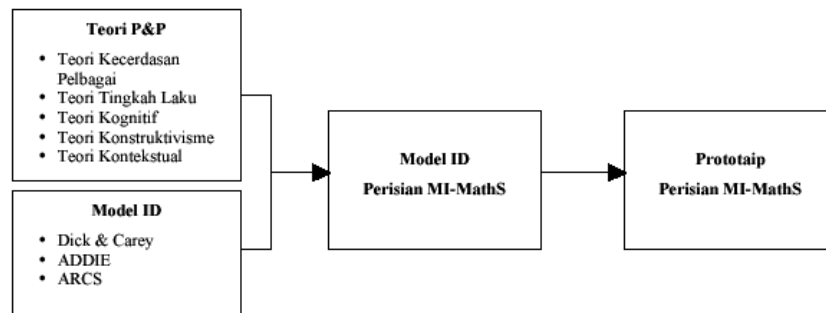 Teori P&P
• Teori Kecerdasan
Pelbagai
• Teori Tingkah Laku
• Teori Kognitif
• Teori Konstruktivisme
• Teori Kontekstual
Model ID
• Dick & Carey
• ADDIE
• ARCS
Model ID
Perisian MI-MathS
Prototaip
Perisian MI-MathS